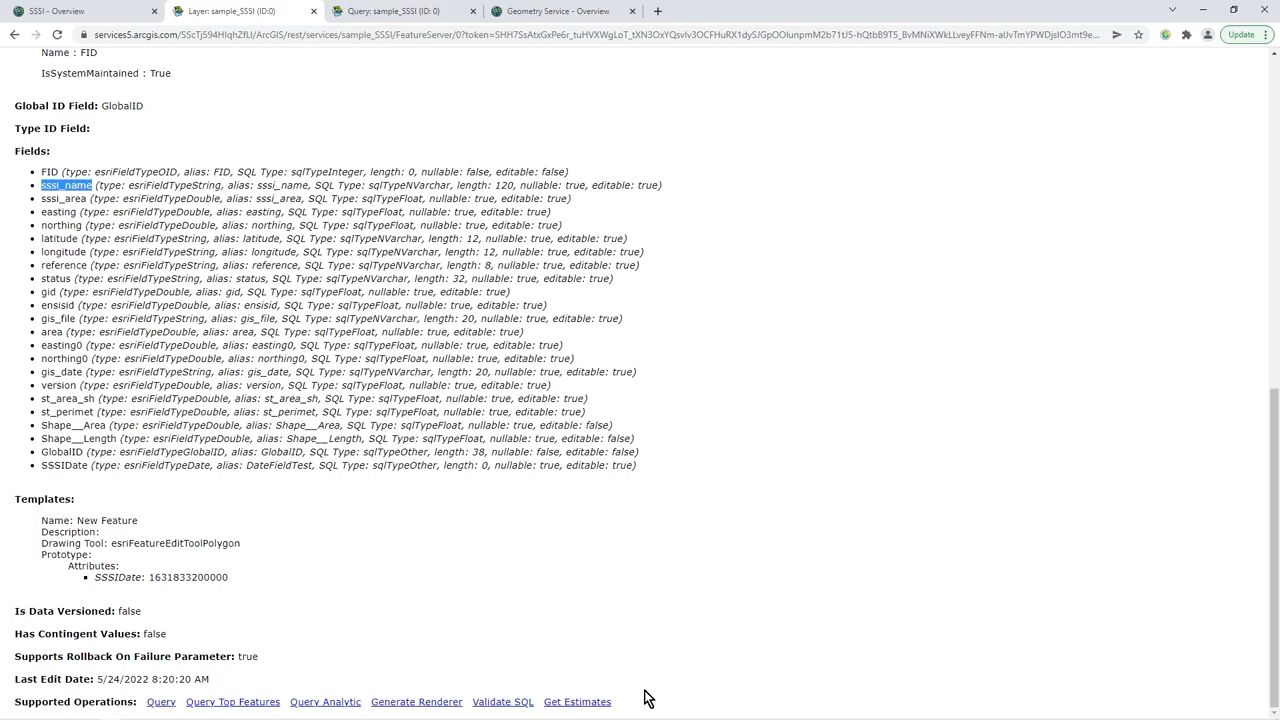 SSSI - Overview
Layer: sample_SSSI (ID:0)
Query: sample_SSSI (ID: 0)
Geometry Service - Overview
Update
Name : FID
IsSystemMaintained : True
Global ID Field: GlobalID
Type ID Field:
Fields:
FID (type: esriFieldTypeOID, alias: FID, SQL Type: sqlTypeInteger, length: 0, nullable: false, editable: false)
sssi_name (type: esriFieldTypeString, alias: sssi_name, SQL Type: sqlTypeNVarchar, length: 120, nullable: true, editable: true)
sssi_area (type: esriFieldTypeDouble, alias: sssi_area, SQL Type: sqlTypeFloat, nullable: true, editable: true)
easting (type: esriFieldTypeDouble, alias: easting, SQL Type: sqlTypeFloat, nullable: true, editable: true)
northing (type: esriFieldTypeDouble, alias: northing, SQL Type: sqlTypeFloat, nullable: true, editable: true)
latitude (type: esriFieldTypeString, alias: latitude, SQL Type: sqlTypeNVarchar, length: 12, nullable: true, editable: true)
longitude (type: esriFieldTypeString, alias: longitude, SQL Type: sqlTypeNVarchar, length: 12, nullable: true, editable: true)
reference (type: esriFieldTypeString, alias: reference, SQL Type: sqlTypeNVarchar, length: 8, nullable: true, editable: true)
status (type: esriFieldTypeString, alias: status, SQL Type: sqlTypeNVarchar, length: 32, nullable: true, editable: true)
gid (type: esriFieldTypeDouble, alias: gid, SQL Type: sqlTypeFloat, nullable: true, editable: true)
ensisid (type: esriFieldTypeDouble, alias: ensisid, SQL Type: sqlTypeFloat, nullable: true, editable: true)
gis_file (type: esriFieldTypeString, alias: gis_file, SQL Type: sqlTypeNVarchar, length: 20, nullable: true, editable: true)
area (type: esriFieldTypeDouble, alias: area, SQL Type: sqlTypeFloat, nullable: true, editable: true)
easting0 (type: esriFieldTypeDouble, alias: easting0, SQL Type: sqlTypeFloat, nullable: true, editable: true)
northing0 (type: esriFieldTypeDouble, alias: northing0, SQL Type: sqlTypeFloat, nullable: true, editable: true)
gis_date (type: esriFieldTypeString, alias: gis_date, SQL Type: sqlTypeNVarchar, length: 20, nullable: true, editable: true)
version (type: esriFieldTypeDouble, alias: version, SQL Type: sqlTypeFloat, nullable: true, editable: true)
st_area_sh (type: esriFieldTypeDouble, alias: st_area_sh, SQL Type: sqlTypeFloat, nullable: true, editable: true)
st_perimet (type: esriFieldTypeDouble, alias: st_perimet, SQL Type: sqlTypeFloat, nullable: true, editable: true)
Shape__Area (type: esriFieldTypeDouble, alias: Shape__Area, SQL Type: sqlTypeFloat, nullable: true, editable: false)
Shape__Length (type: esriFieldTypeDouble, alias: Shape__Length, SQL Type: sqlTypeFloat, nullable: true, editable: false)
GlobalID (type: esriFieldTypeGlobalID, alias: GlobalID, SQL Type: sqlTypeOther, length: 38, nullable: false, editable: false)
SSSIDate (type: esriFieldTypeDate, alias: DateFieldTest, SQL Type: sqlTypeOther, length: 0, nullable: true, editable: true)
Templates:
Name: New Feature
Description:
Drawing Tool: esriFeatureEditToolPolygon
Prototype:
Attributes:
SSSIDate: 1631833200000
Is Data Versioned: false
Has Contingent Values: false
Supports Rollback On Failure Parameter: true
Last Edit Date: 5/24/2022 8:20:20 AM
Supported Operations: Query Query Top Features Query Analytic Generate Renderer Validate SQL Get Estimates